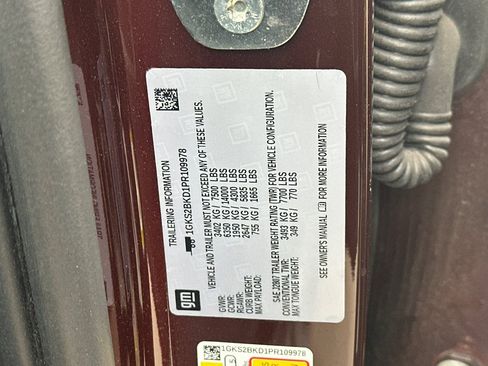 TRAILERING INFORMATION
1GKS2BKD1PR109978
VEHICLE AND TRAILER MUST NOT EXCEED ANY OF THESE VALUES.
GVWR: 3402 KG / 7500 LBS
GCWR: 6350 KG / 14000 LBS
RGAWR: 1950 KG / 4300 LBS
CURB WEIGHT: 2647 KG / 5835 LBS
MAX PAYLOAD: 755 KG / 1665 LBS
SAE J2807 TRAILER WEIGHT RATING (TWR) FOR VEHICLE CONFIGURATION.
CONVENTIONAL TWR: 3493 KG / 7700 LBS
MAX TONGUE WEIGHT: 349 KG / 770 LBS
SEE OWNER'S MANUAL FOR MORE INFORMATION
gm
1GKS2BKD1PR109978